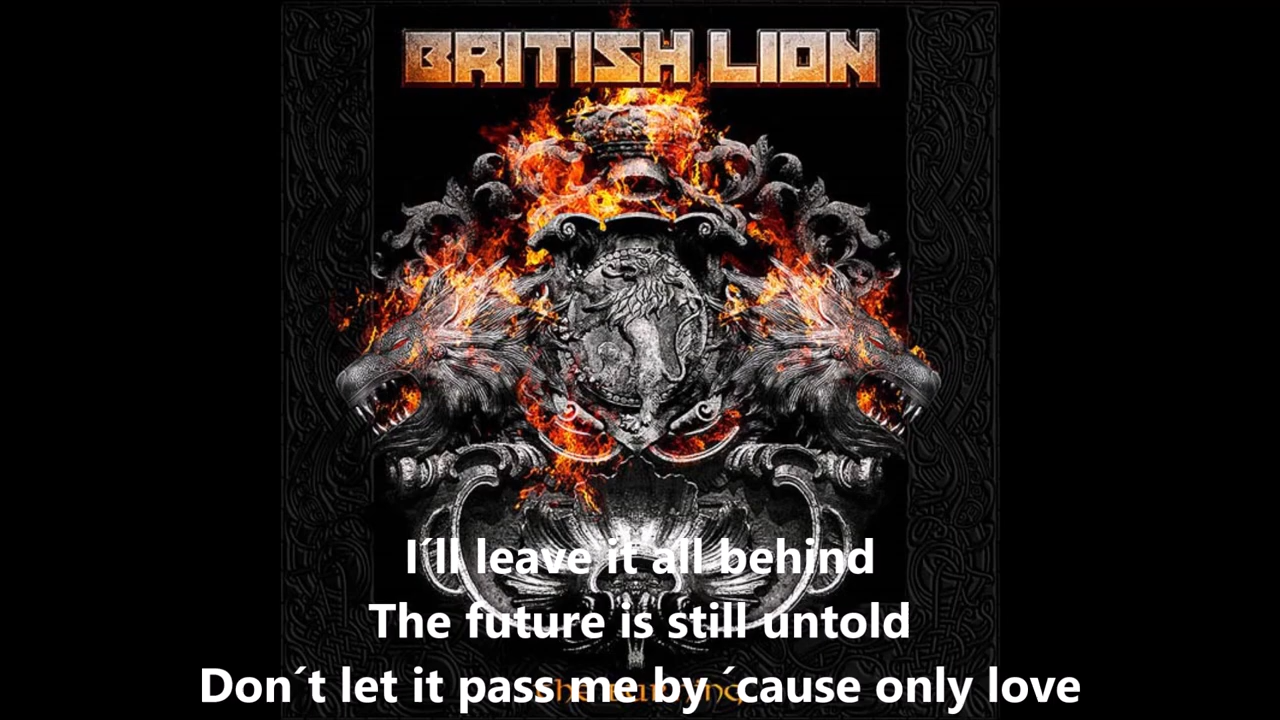 BRITISH LION
I´ll leave it all behind
The future is still untold
Don´t let it pass me by ´cause only love